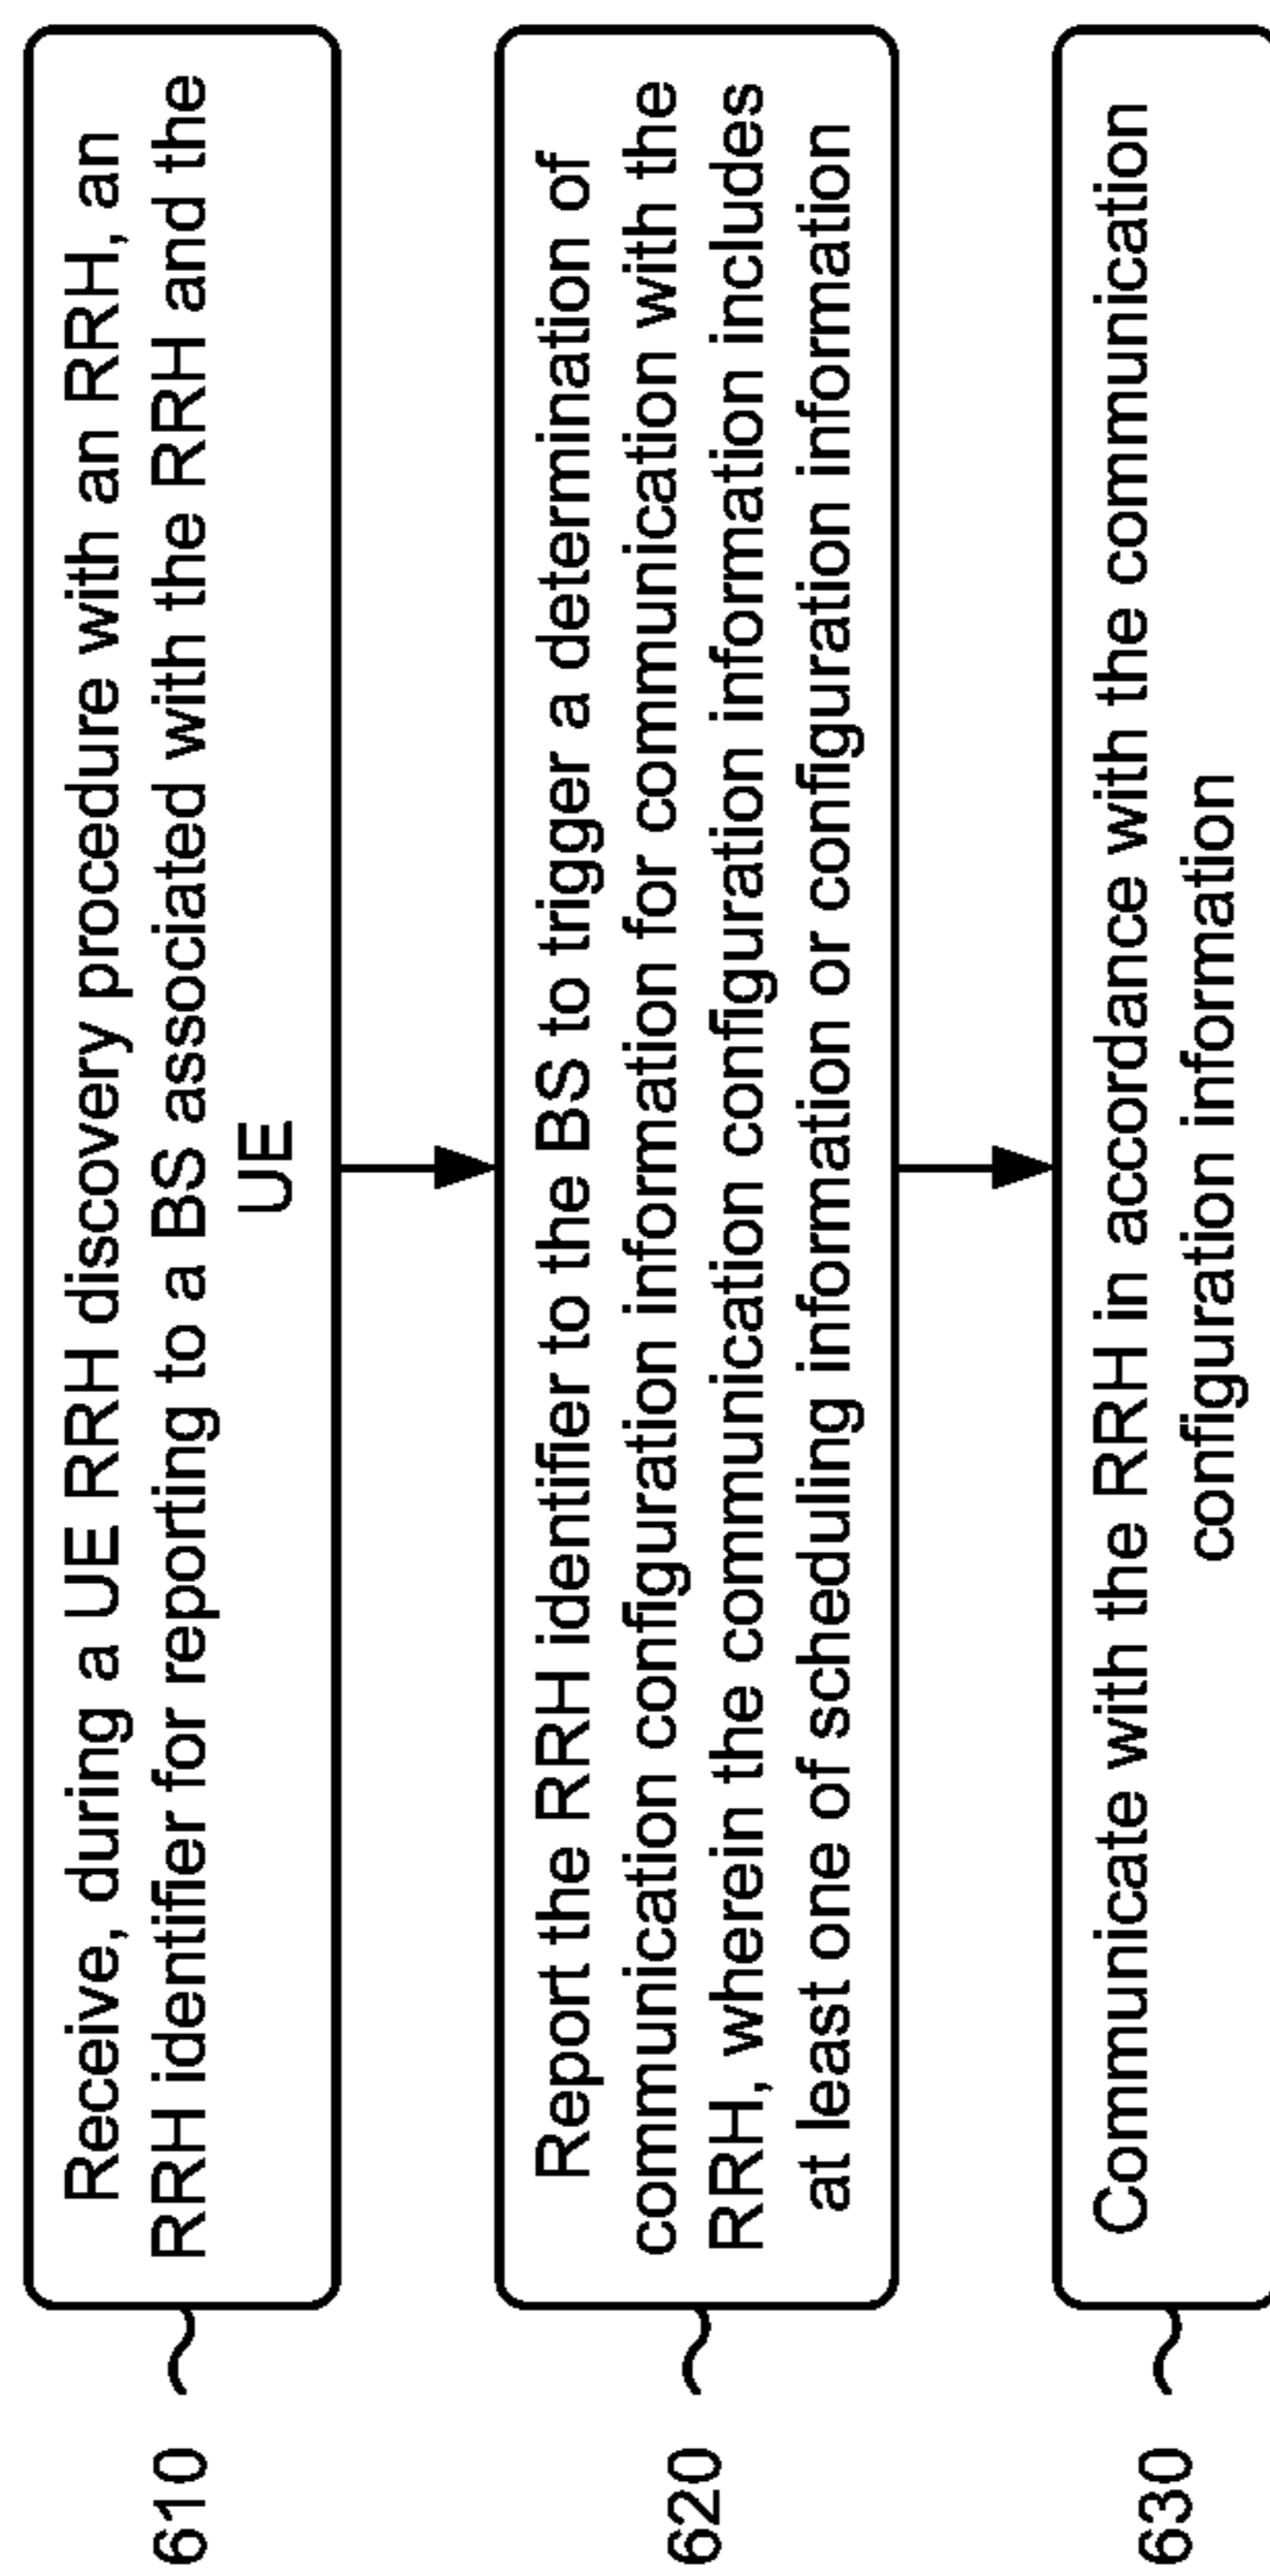 610
Receive, during a UE RRH discovery procedure with an RRH, an
RRH identifier for reporting to a BS associated with the RRH and the
UE
620
Report the RRH identifier to the BS to trigger a determination of
communication configuration information for communication with the
RRH, wherein the communication configuration information includes
at least one of scheduling information or configuration information
630
Communicate with the RRH in accordance with the communication
configuration information